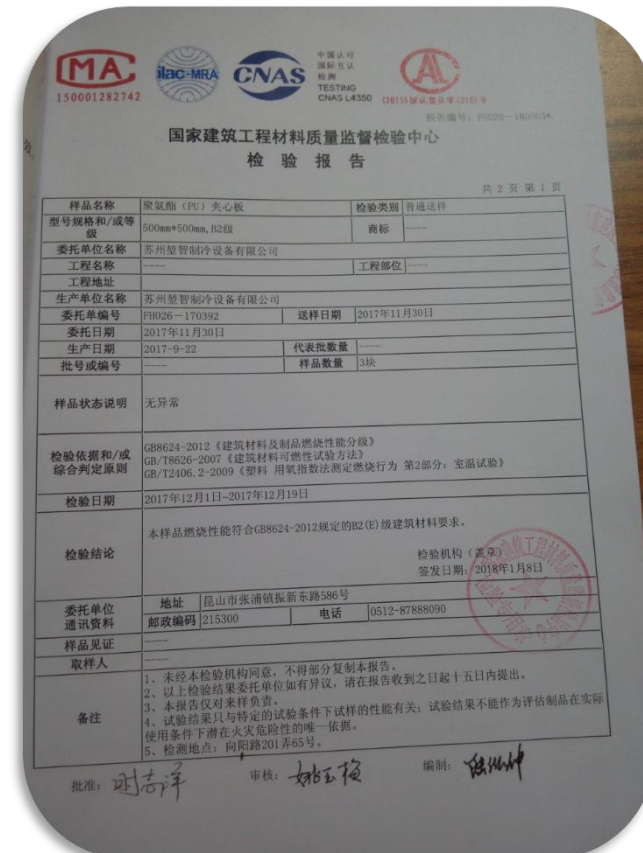 MA
150001282742
ilac-MRA
CNAS
中国认可
国际互认
检测
TESTING
CNAS L4350
国家建筑工程材料质量监督检验中心
检 验 报 告
共 2 页 第 1 页
样品名称 聚氨酯（PU）夹心板 检验类别 普通送样
型号规格和/或等级 500mm*500mm,B2级 商标 ----
委托单位名称 苏州堃智制冷设备有限公司
工程名称 ---- 工程部位 ----
工程地址
生产单位名称 苏州堃智制冷设备有限公司
委托单编号 FH026-170392 送样日期 2017年11月30日
委托日期 2017年11月30日
生产日期 2017-9-22 代表批数量 ----
批号或编号 ---- 样品数量 3块
样品状态说明 无异常
检验依据和/或综合判定原则
GB8624-2012《建筑材料及制品燃烧性能分级》
GB/T8626-2007《建筑材料可燃性试验方法》
GB/T2406.2-2009《塑料 用氧指数法测定燃烧行为 第2部分：室温试验》
检验日期 2017年12月1日~2017年12月19日
检验结论 本样品燃烧性能符合GB8624-2012规定的B2(E)级建筑材料要求。
检验机构（盖章）
签发日期：2018年1月8日
委托单位通讯资料 地址 昆山市张浦镇振新东路586号
邮政编码 215300 电话 0512-87888090
样品见证 ----
取样人 ----
备注
1、未经本检验机构同意，不得部分复制本报告。
2、以上检验结果委托单位如有异议，请在报告收到之日起十五日内提出。
3、本报告仅对来样负责。
4、试验结果只与特定的试验条件下试样的性能有关；试验结果不能作为评估制品在实际
使用条件下潜在火灾危险性的唯一依据。
5、检测地点：向阳路201弄65号。
批准： 审核： 编制：